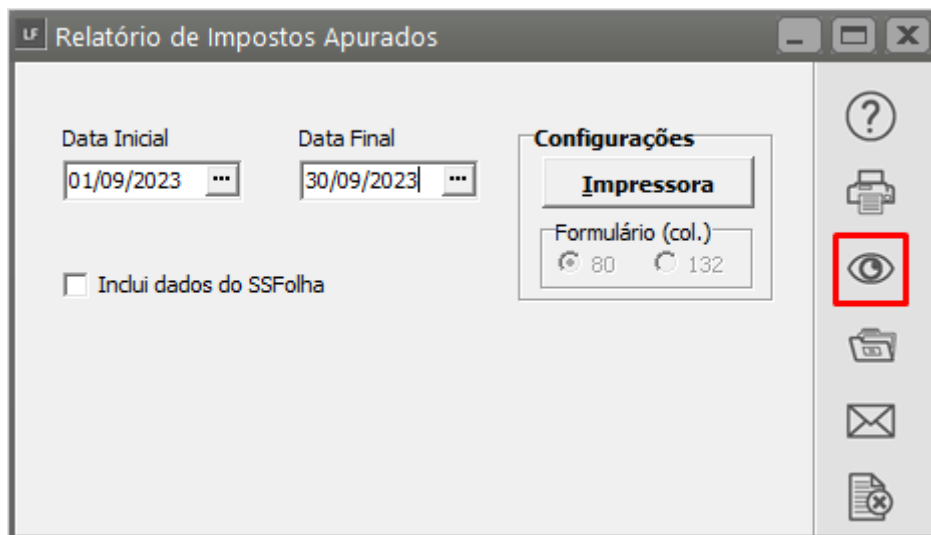 LF Relatório de Impostos Apurados
Data Inicial
Data Final
Configurações
01/09/2023 ...
30/09/2023 ...
Impressora
Formulário (col.)
80 132
Inclui dados do SSFolha